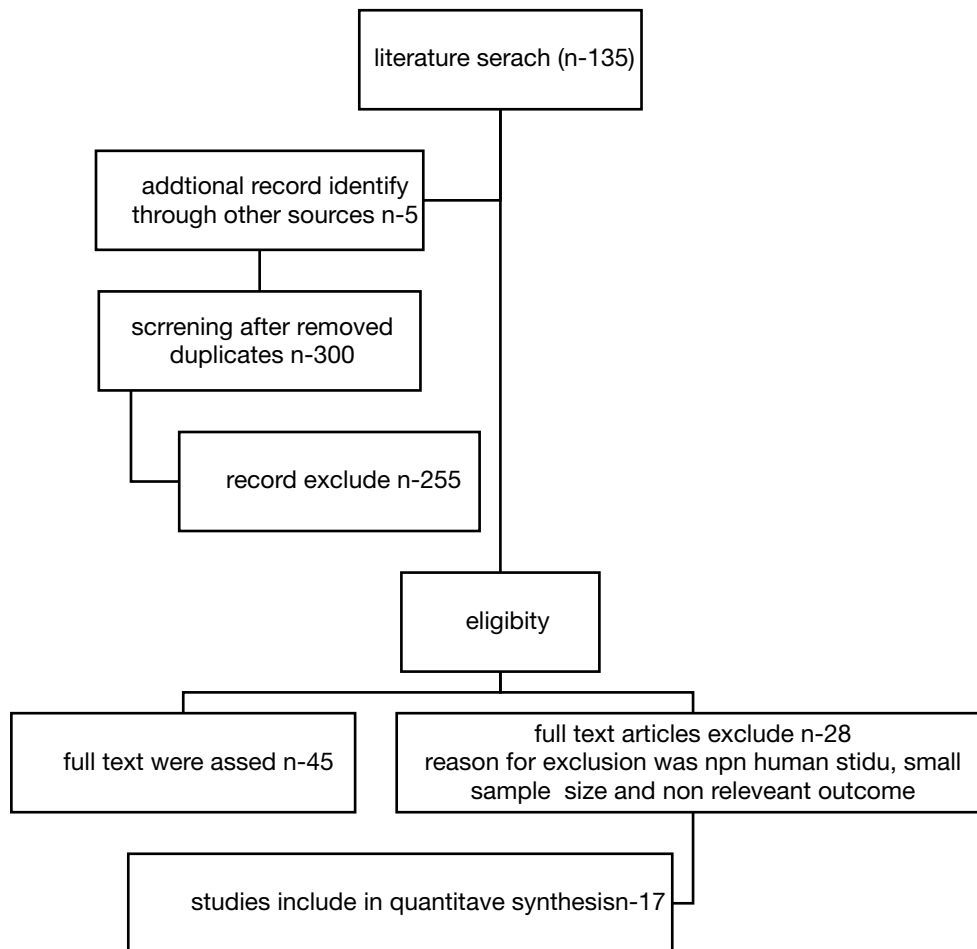 literature serach (n-135)
addtional record identify
through other sources n-5
scrrening after removed
duplicates n-300
record exclude n-255
eligibity
full text were assed n-45
full text articles exclude n-28
reason for exclusion was npn human stidu, small
sample size and non releveant outcome
studies include in quantitave synthesisn-17